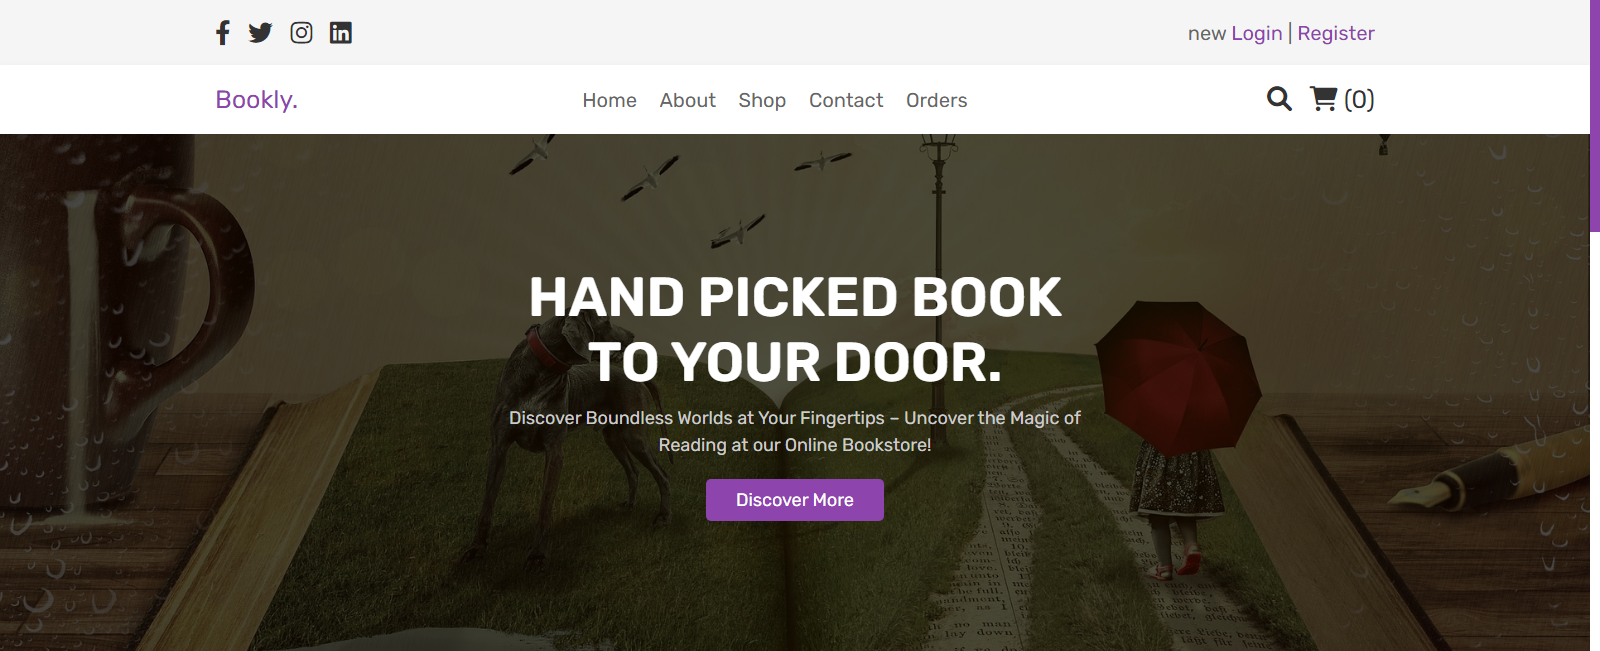 new Login | Register
Bookly.
Home About Shop Contact Orders
(0)
HAND PICKED BOOK
TO YOUR DOOR.
Discover Boundless Worlds at Your Fingertips – Uncover the Magic of
Reading at our Online Bookstore!
Discover More